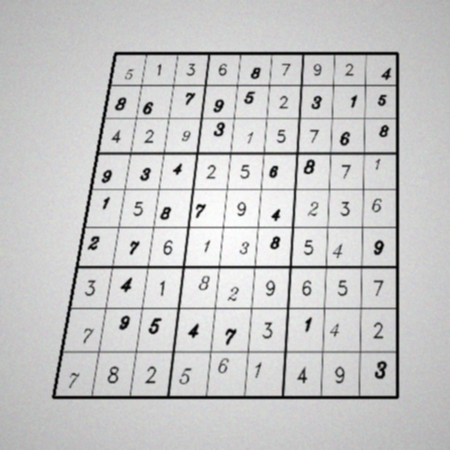 5 1 3 6 8 7 9 2 4
8 6 7 9 5 2 3 1 5
4 2 9 3 1 5 7 6 8
9 3 4 2 5 6 8 7 1
1 5 8 7 9 4 2 3 6
2 7 6 1 3 8 5 4 9
3 4 1 8 2 9 6 5 7
7 9 5 4 7 3 1 4 2
7 8 2 5 6 1 4 9 3